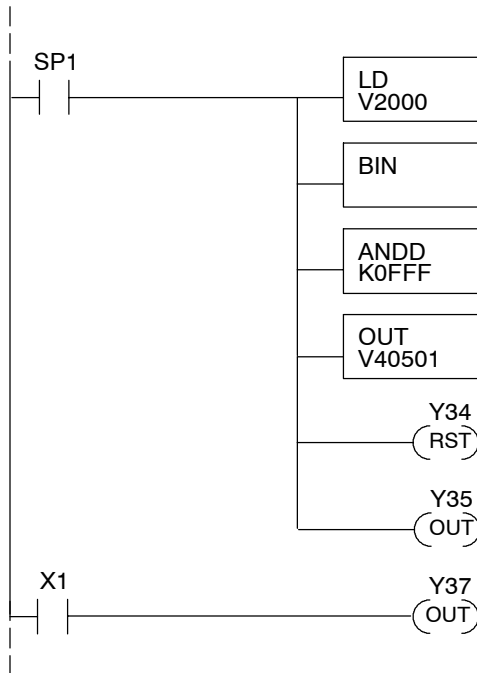 SP1
LD
V2000
BIN
ANDD
K0FFF
OUT
V40501
Y34
RST
Y35
OUT
X1
Y37
OUT